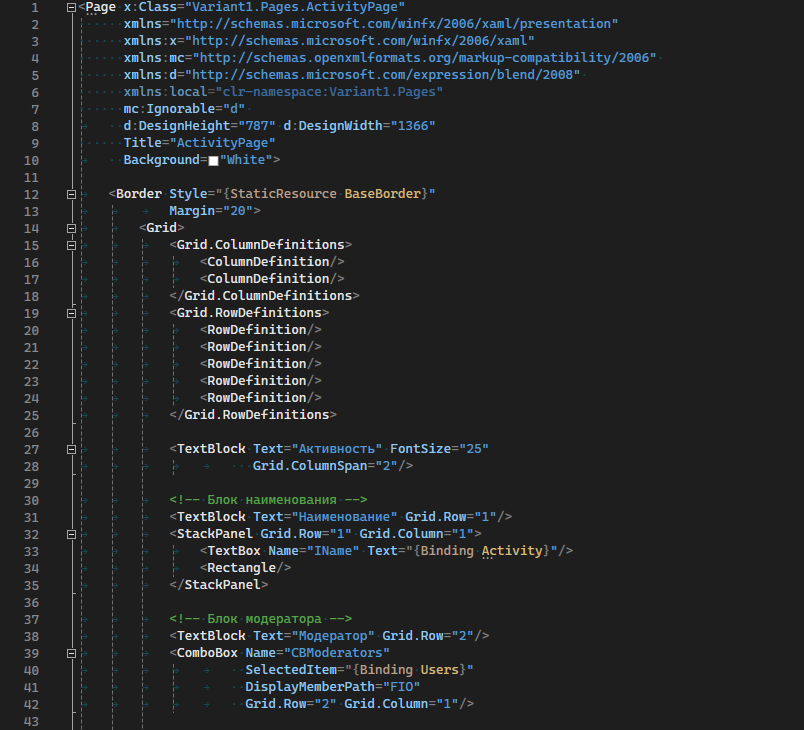 1 <Page x:Class="Variant1.Pages.ActivityPage"
2 xmlns="http://schemas.microsoft.com/winfx/2006/xaml/presentation"
3 xmlns:x="http://schemas.microsoft.com/winfx/2006/xaml"
4 xmlns:mc="http://schemas.openxmlformats.org/markup-compatibility/2006"
5 xmlns:d="http://schemas.microsoft.com/expression/blend/2008"
6 xmlns:local="clr-namespace:Variant1.Pages"
7 mc:Ignorable="d"
8 d:DesignHeight="787" d:DesignWidth="1366"
9 Title="ActivityPage"
10 Background="White">
11
12 <Border Style="{StaticResource BaseBorder}"
13 Margin="20">
14 <Grid>
15 <Grid.ColumnDefinitions>
16 <ColumnDefinition/>
17 <ColumnDefinition/>
18 </Grid.ColumnDefinitions>
19 <Grid.RowDefinitions>
20 <RowDefinition/>
21 <RowDefinition/>
22 <RowDefinition/>
23 <RowDefinition/>
24 <RowDefinition/>
25 </Grid.RowDefinitions>
26
27 <TextBlock Text="Активность" FontSize="25"
28 Grid.ColumnSpan="2"/>
29
30 <!-- Блок наименования -->
31 <TextBlock Text="Наименование" Grid.Row="1"/>
32 <StackPanel Grid.Row="1" Grid.Column="1">
33 <TextBox Name="IName" Text="{Binding Activity}"/>
34 <Rectangle/>
35 </StackPanel>
36
37 <!-- Блок модератора -->
38 <TextBlock Text="Модератор" Grid.Row="2"/>
39 <ComboBox Name="CBModerators"
40 SelectedItem="{Binding Users}"
41 DisplayMemberPath="FIO"
42 Grid.Row="2" Grid.Column="1"/>
43